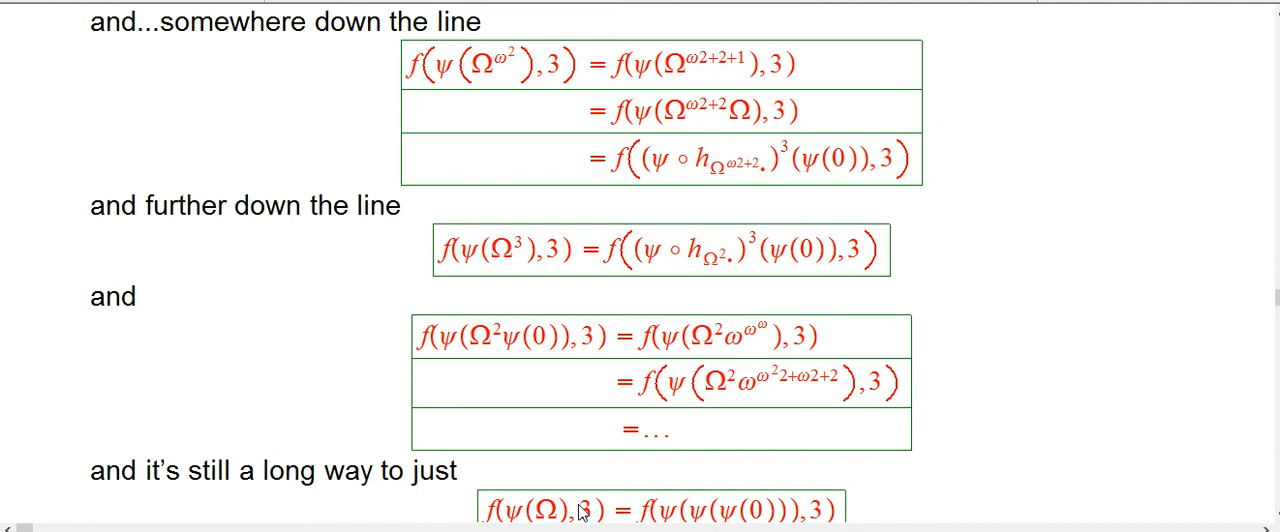 and...somewhere down the line
f(ψ(Ω^{ω^2}),3) = f(ψ(Ω^{ω2+2+1}),3)
= f(ψ(Ω^{ω2+2}Ω),3)
= f((ψ∘h_{Ω^{ω2+2}•})^3(ψ(0)),3)
and further down the line
f(ψ(Ω^3),3) = f((ψ∘h_{Ω^2•})^3(ψ(0)),3)
and
f(ψ(Ω^2ψ(0)),3) = f(ψ(Ω^2ω^{ω^ω}),3)
= f(ψ(Ω^2ω^{ω^22+ω2+2}),3)
=...
and it’s still a long way to just
f(ψ(Ω),3) = f(ψ(ψ(ψ(0))),3)